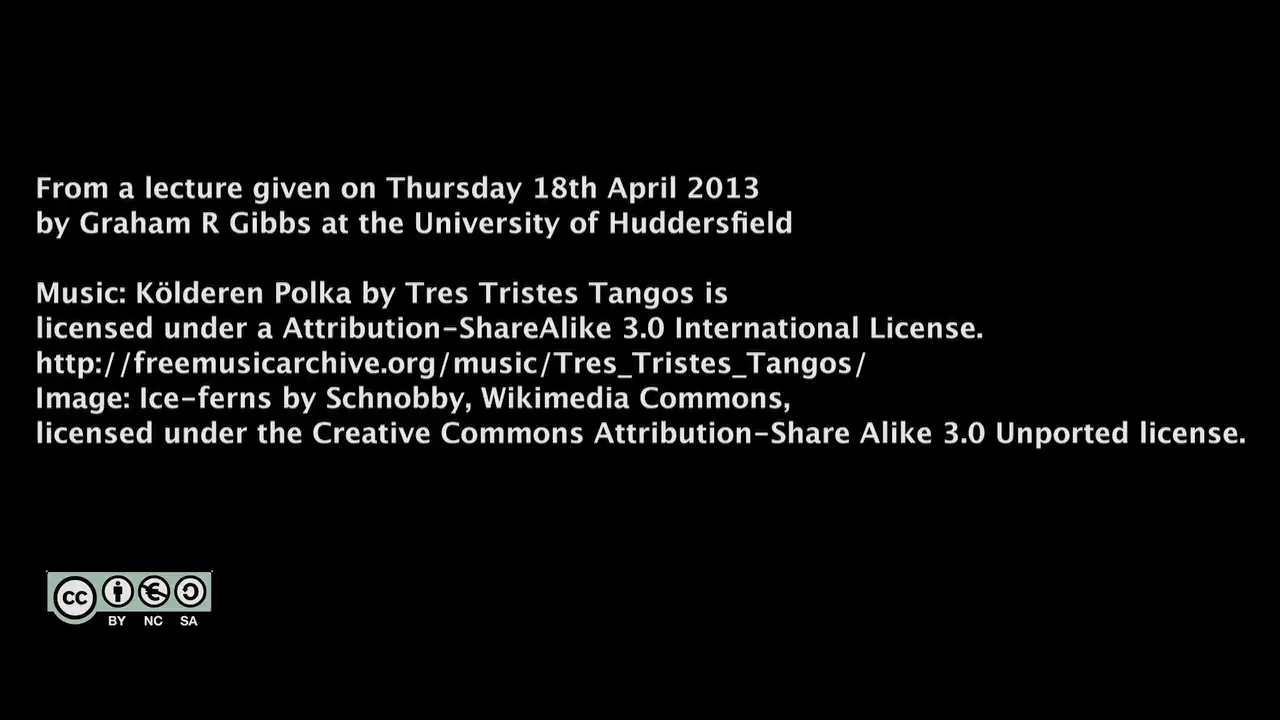 From a lecture given on Thursday 18th April 2013
by Graham R Gibbs at the University of Huddersfield
Music: Kölderen Polka by Tres Tristes Tangos is
licensed under a Attribution-ShareAlike 3.0 International License.
http://freemusicarchive.org/music/Tres_Tristes_Tangos/
Image: Ice-ferns by Schnobby, Wikimedia Commons,
licensed under the Creative Commons Attribution-Share Alike 3.0 Unported license.
cc
BY NC SA